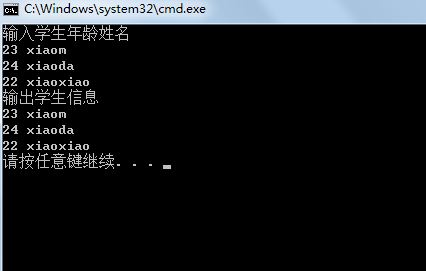 C:\Windows\system32\cmd.exe
输入学生年龄姓名
23 xiaom
24 xiaoda
22 xiaoxiao
输出学生信息
23 xiaom
24 xiaoda
22 xiaoxiao
请按任意键继续. . .